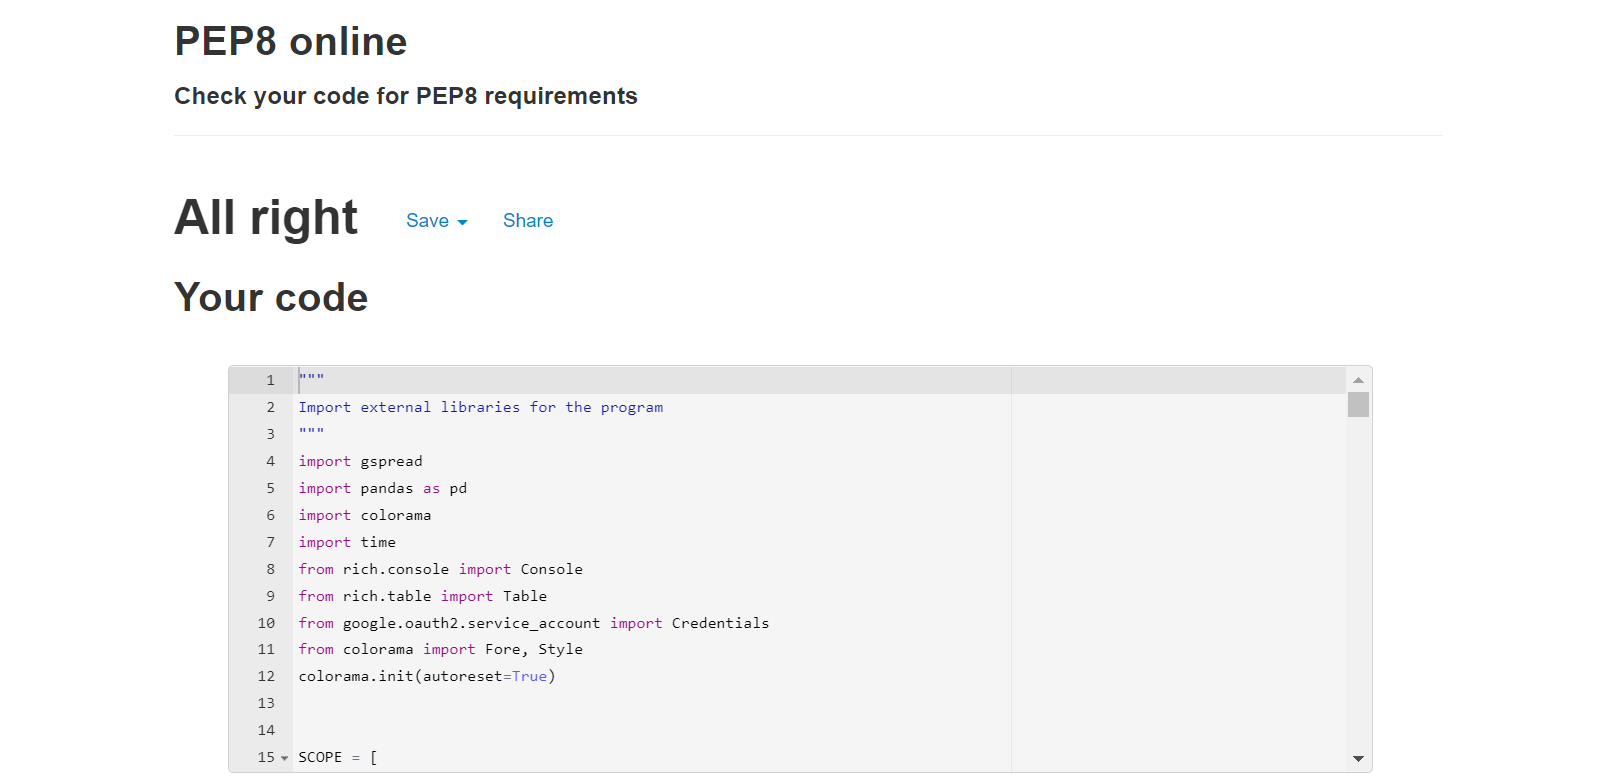 PEP8 online
Check your code for PEP8 requirements
All right Save Share
Your code
1 """
2 Import external libraries for the program
3 """
4 import gspread
5 import pandas as pd
6 import colorama
7 import time
8 from rich.console import Console
9 from rich.table import Table
10 from google.oauth2.service_account import Credentials
11 from colorama import Fore, Style
12 colorama.init(autoreset=True)
13
14
15 SCOPE = [